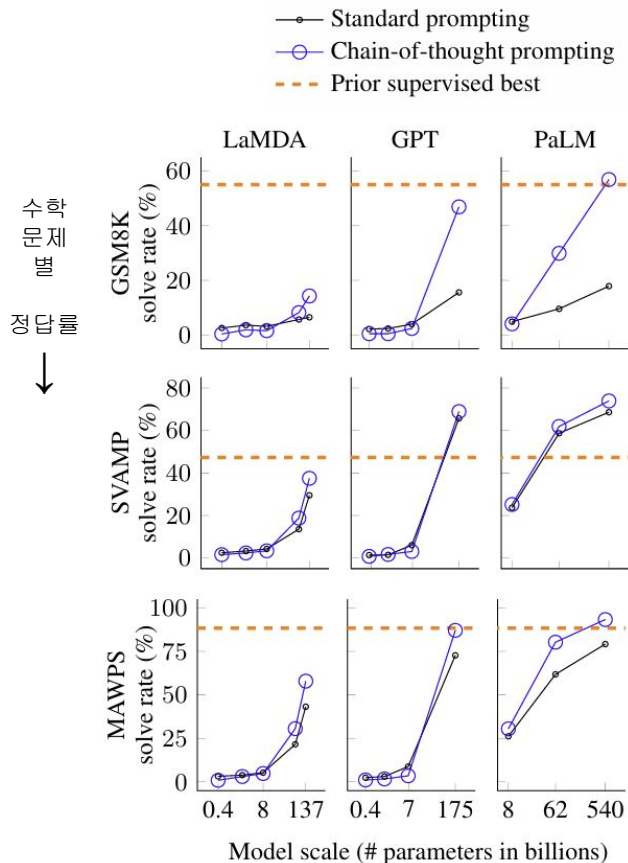 Standard prompting
Chain-of-thought prompting
Prior supervised best
LaMDA
GPT
PaLM
수학
문제
별
정답률
↓
GSM8K
solve rate (%)
60
40
20
0
SVAMP
solve rate (%)
80
60
40
20
0
MAWPS
solve rate (%)
100
75
50
25
0
0.4 8 137
0.4 7 175
8 62 540
Model scale (# parameters in billions)